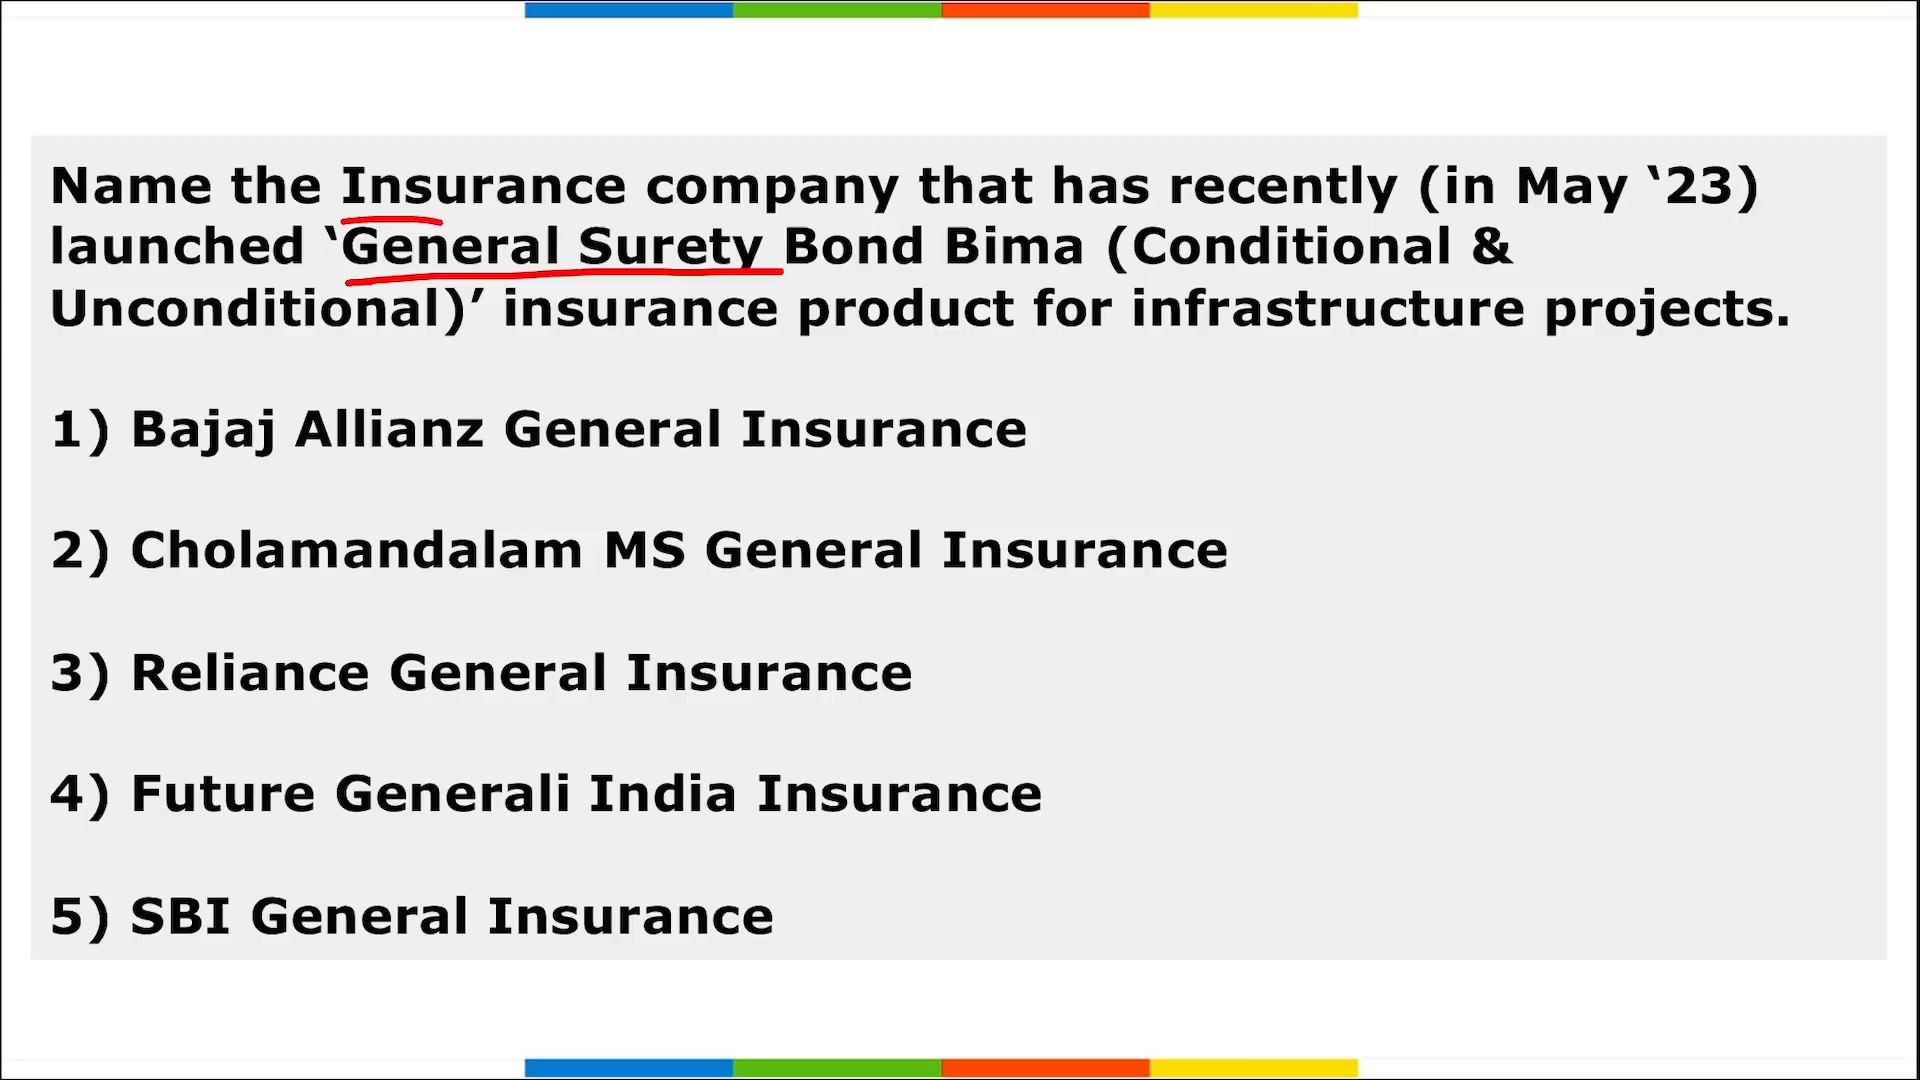 Name the Insurance company that has recently (in May ‘23)
launched ‘General Surety Bond Bima (Conditional &
Unconditional)’ insurance product for infrastructure projects.
1) Bajaj Allianz General Insurance
2) Cholamandalam MS General Insurance
3) Reliance General Insurance
4) Future Generali India Insurance
5) SBI General Insurance